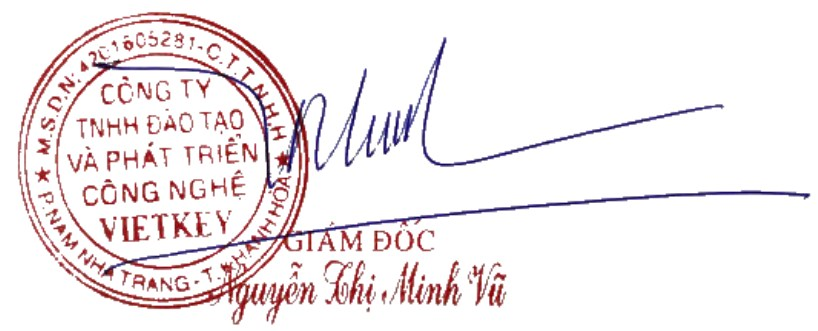 M.S.D.N: 4201605281-C.T.T.N.H.H
CÔNG TY
TNHH ĐÀO TẠO
VÀ PHÁT TRIỂN
CÔNG NGHỆ
VIETKEY
P.NAM NHA TRANG - T. KHÁNH HÒA
GIÁM ĐỐC
Nguyễn Thị Minh Vũ